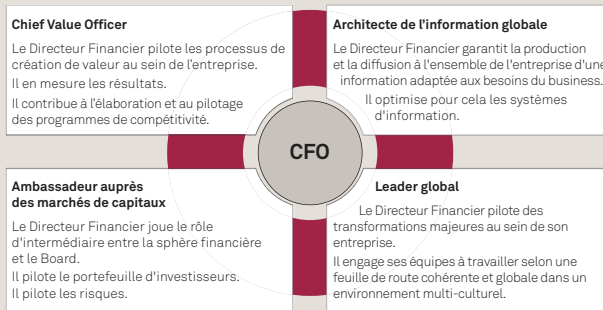 Chief Value Officer
Le Directeur Financier pilote les processus de
création de valeur au sein de l'entreprise.
Il en mesure les résultats.
Il contribue à l'élaboration et au pilotage
des programmes de compétitivité.
Architecte de l'information globale
Le Directeur Financier garantit la production
et la diffusion à l'ensemble de l'entreprise d'une
information adaptée aux besoins du business.
Il optimise pour cela les systèmes
d'information.
CFO
Ambassadeur auprès
des marchés de capitaux
Le Directeur Financier joue le rôle
d'intermédiaire entre la sphère financière
et le Board.
Il pilote le portefeuille d'investisseurs.
Il pilote les risques.
Leader global
Le Directeur Financier pilote des
transformations majeures au sein de son
entreprise.
Il engage ses équipes à travailler selon une
feuille de route cohérente et globale dans un
environnement multi-culturel.